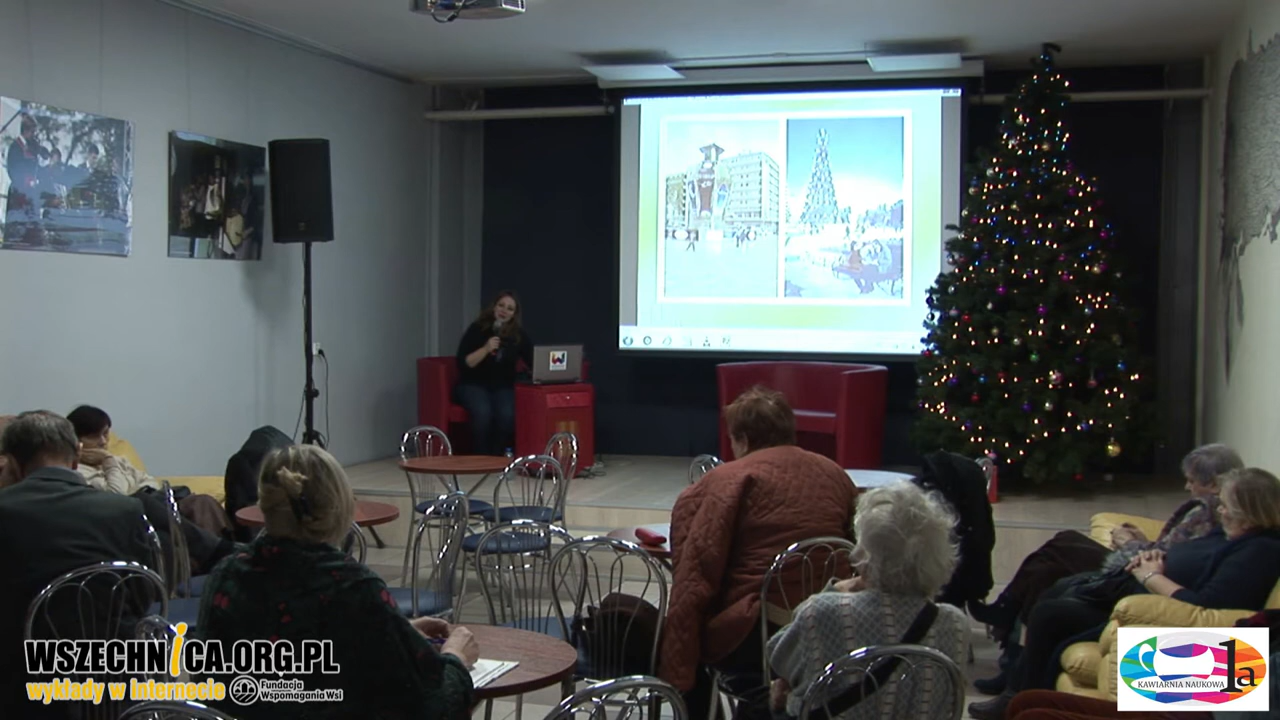 WSZECHNICA.ORG.PL
wykłady w Internecie
Fundacja
Wspomagania Wsi
1a
KAWIARNIA NAUKOWA